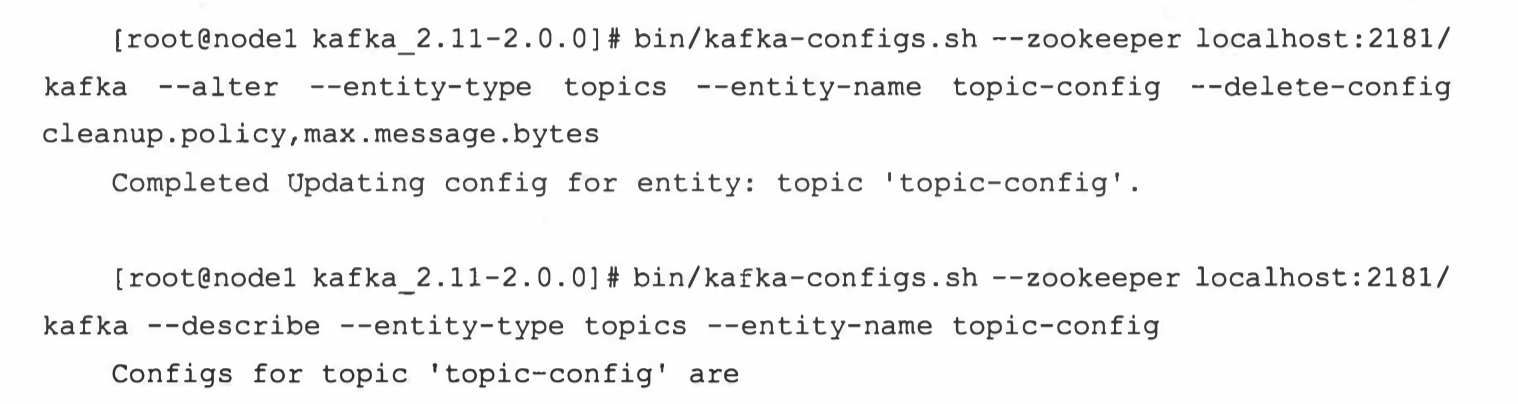 [root@node1 kafka_2.11-2.0.0]# bin/kafka-configs.sh --zookeeper localhost:2181/
kafka --alter --entity-type topics --entity-name topic-config --delete-config
cleanup.policy,max.message.bytes
Completed Updating config for entity: topic 'topic-config'.
[root@node1 kafka_2.11-2.0.0]# bin/kafka-configs.sh --zookeeper localhost:2181/
kafka --describe --entity-type topics --entity-name topic-config
Configs for topic 'topic-config' are